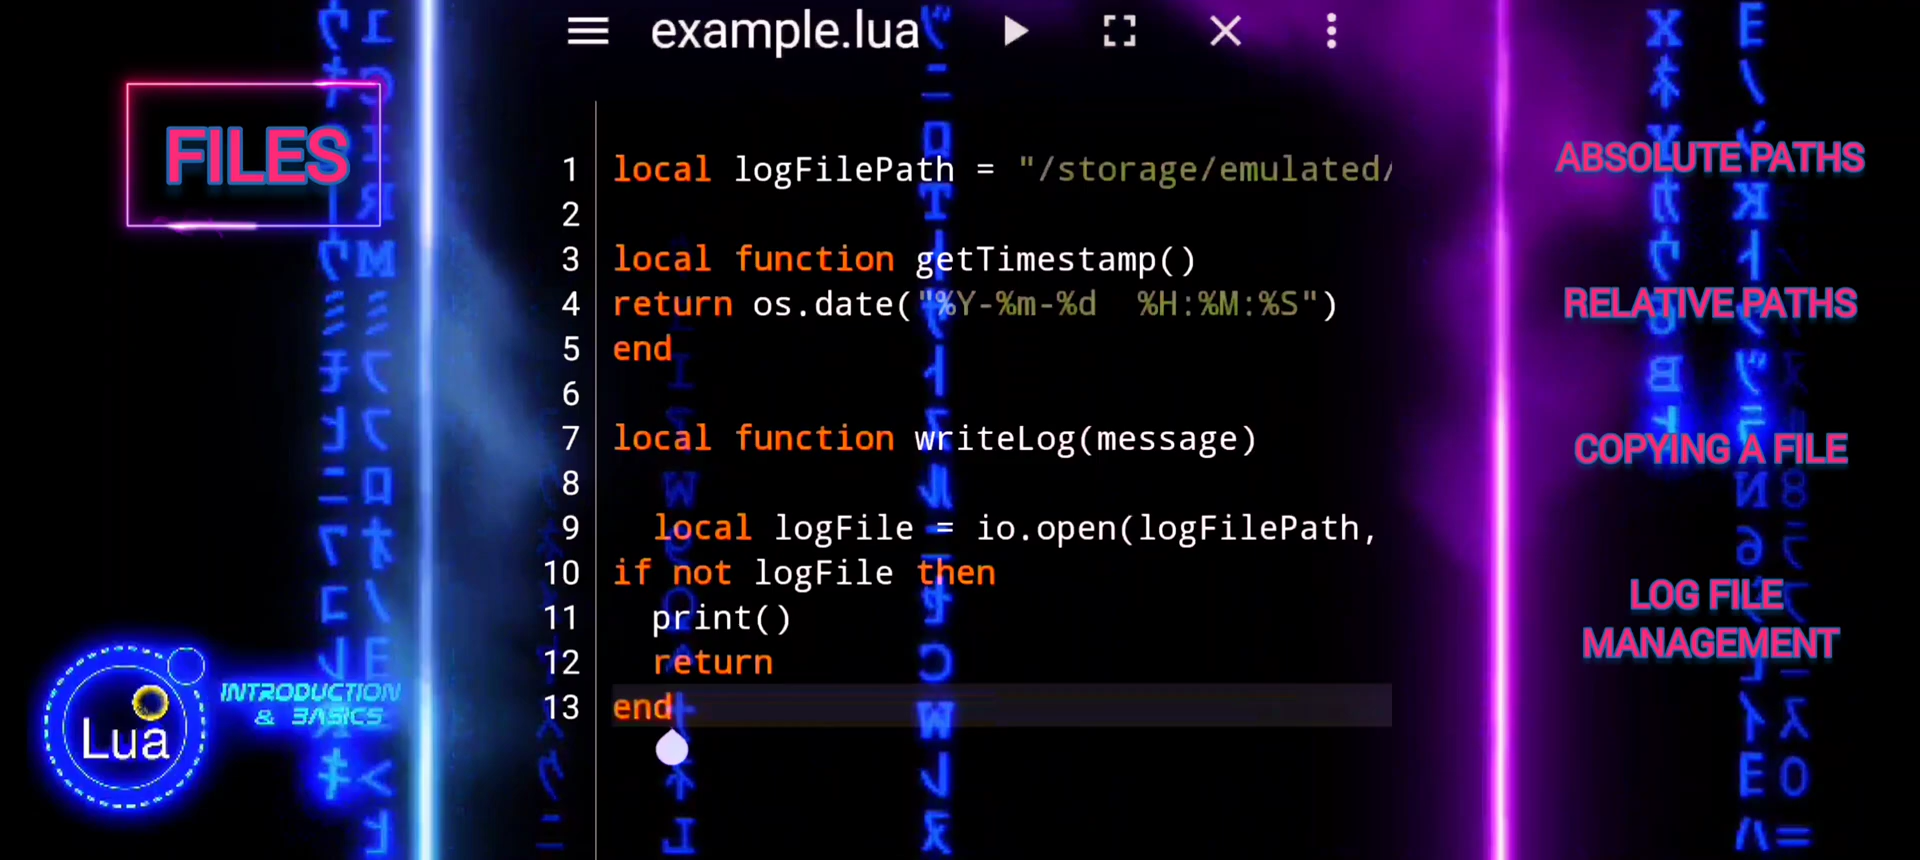 example.lua
FILES
1 local logFilePath = "/storage/emulated/
2
3 local function getTimestamp()
4 return os.date("%Y-%m-%d  %H:%M:%S")
5 end
6
7 local function writeLog(message)
8
9   local logFile = io.open(logFilePath,
10 if not logFile then
11   print()
12   return
13 end
ABSOLUTE PATHS
RELATIVE PATHS
COPYING A FILE
LOG FILE
MANAGEMENT
Lua
INTRODUCTION
& BASICS